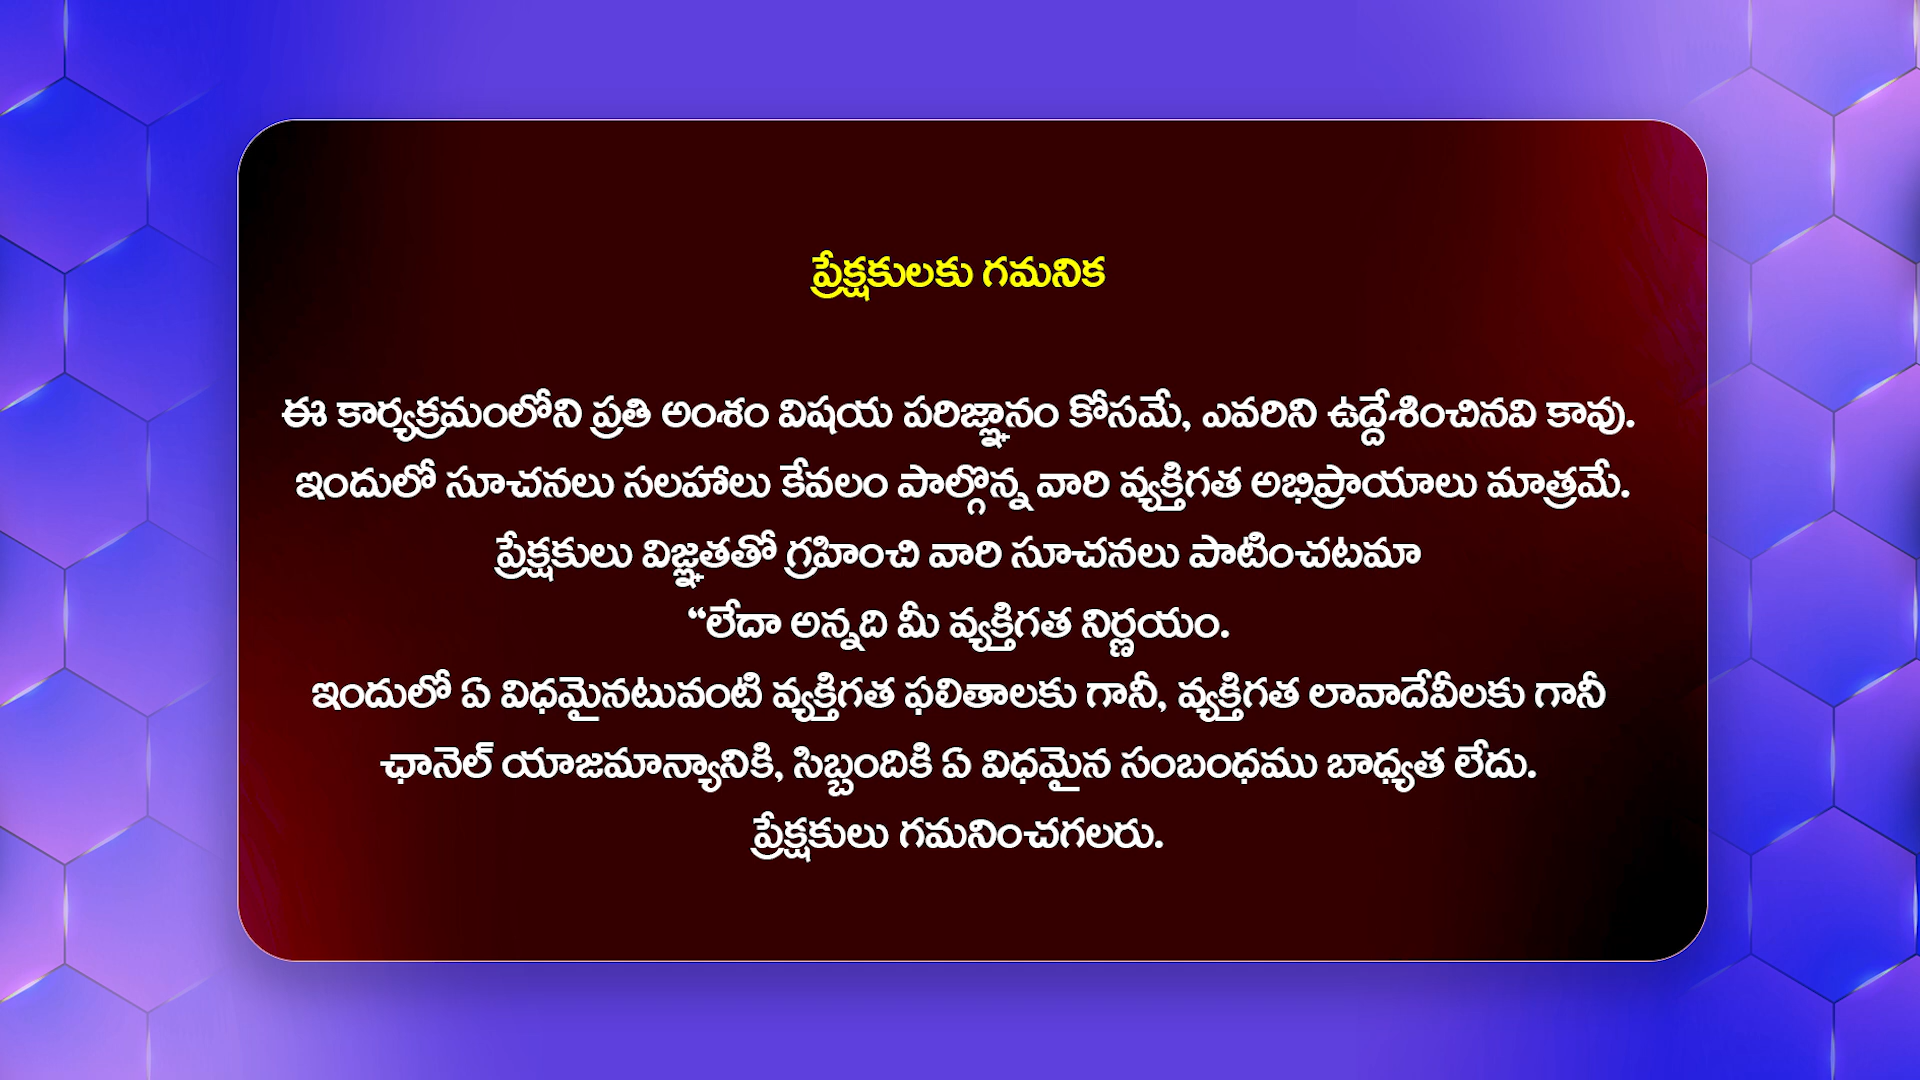 ప్రేక్షకులకు గమనిక
ఈ కార్యక్రమంలోని ప్రతి అంశం విషయ పరిజ్ఞానం కోసమే, ఎవరిని ఉద్దేశించినవి కావు.
ఇందులో సూచనలు సలహాలు కేవలం పాల్గొన్న వారి వ్యక్తిగత అభిప్రాయాలు మాత్రమే.
ప్రేక్షకులు విజ్ఞతతో గ్రహించి వారి సూచనలు పాటించటమా
“లేదా అన్నది మీ వ్యక్తిగత నిర్ణయం.
ఇందులో ఏ విధమైనటువంటి వ్యక్తిగత ఫలితాలకు గానీ, వ్యక్తిగత లావాదేవీలకు గానీ
ఛానెల్ యాజమాన్యానికి, సిబ్బందికి ఏ విధమైన సంబంధము బాధ్యత లేదు.
ప్రేక్షకులు గమనించగలరు.